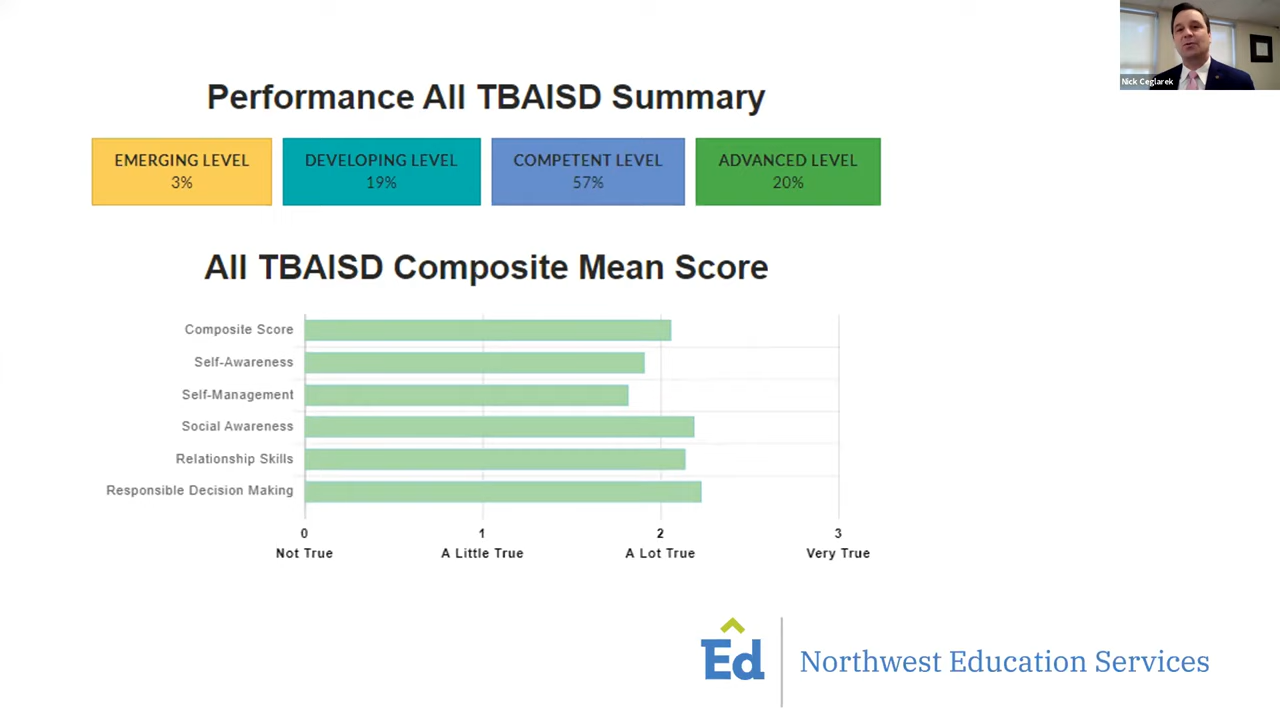 Nick Ceglarek
Performance All TBAISD Summary
EMERGING LEVEL
3%
DEVELOPING LEVEL
19%
COMPETENT LEVEL
57%
ADVANCED LEVEL
20%
All TBAISD Composite Mean Score
Composite Score
Self-Awareness
Self-Management
Social Awareness
Relationship Skills
Responsible Decision Making
0 1 2 3
Not True A Little True A Lot True Very True
Ed Northwest Education Services